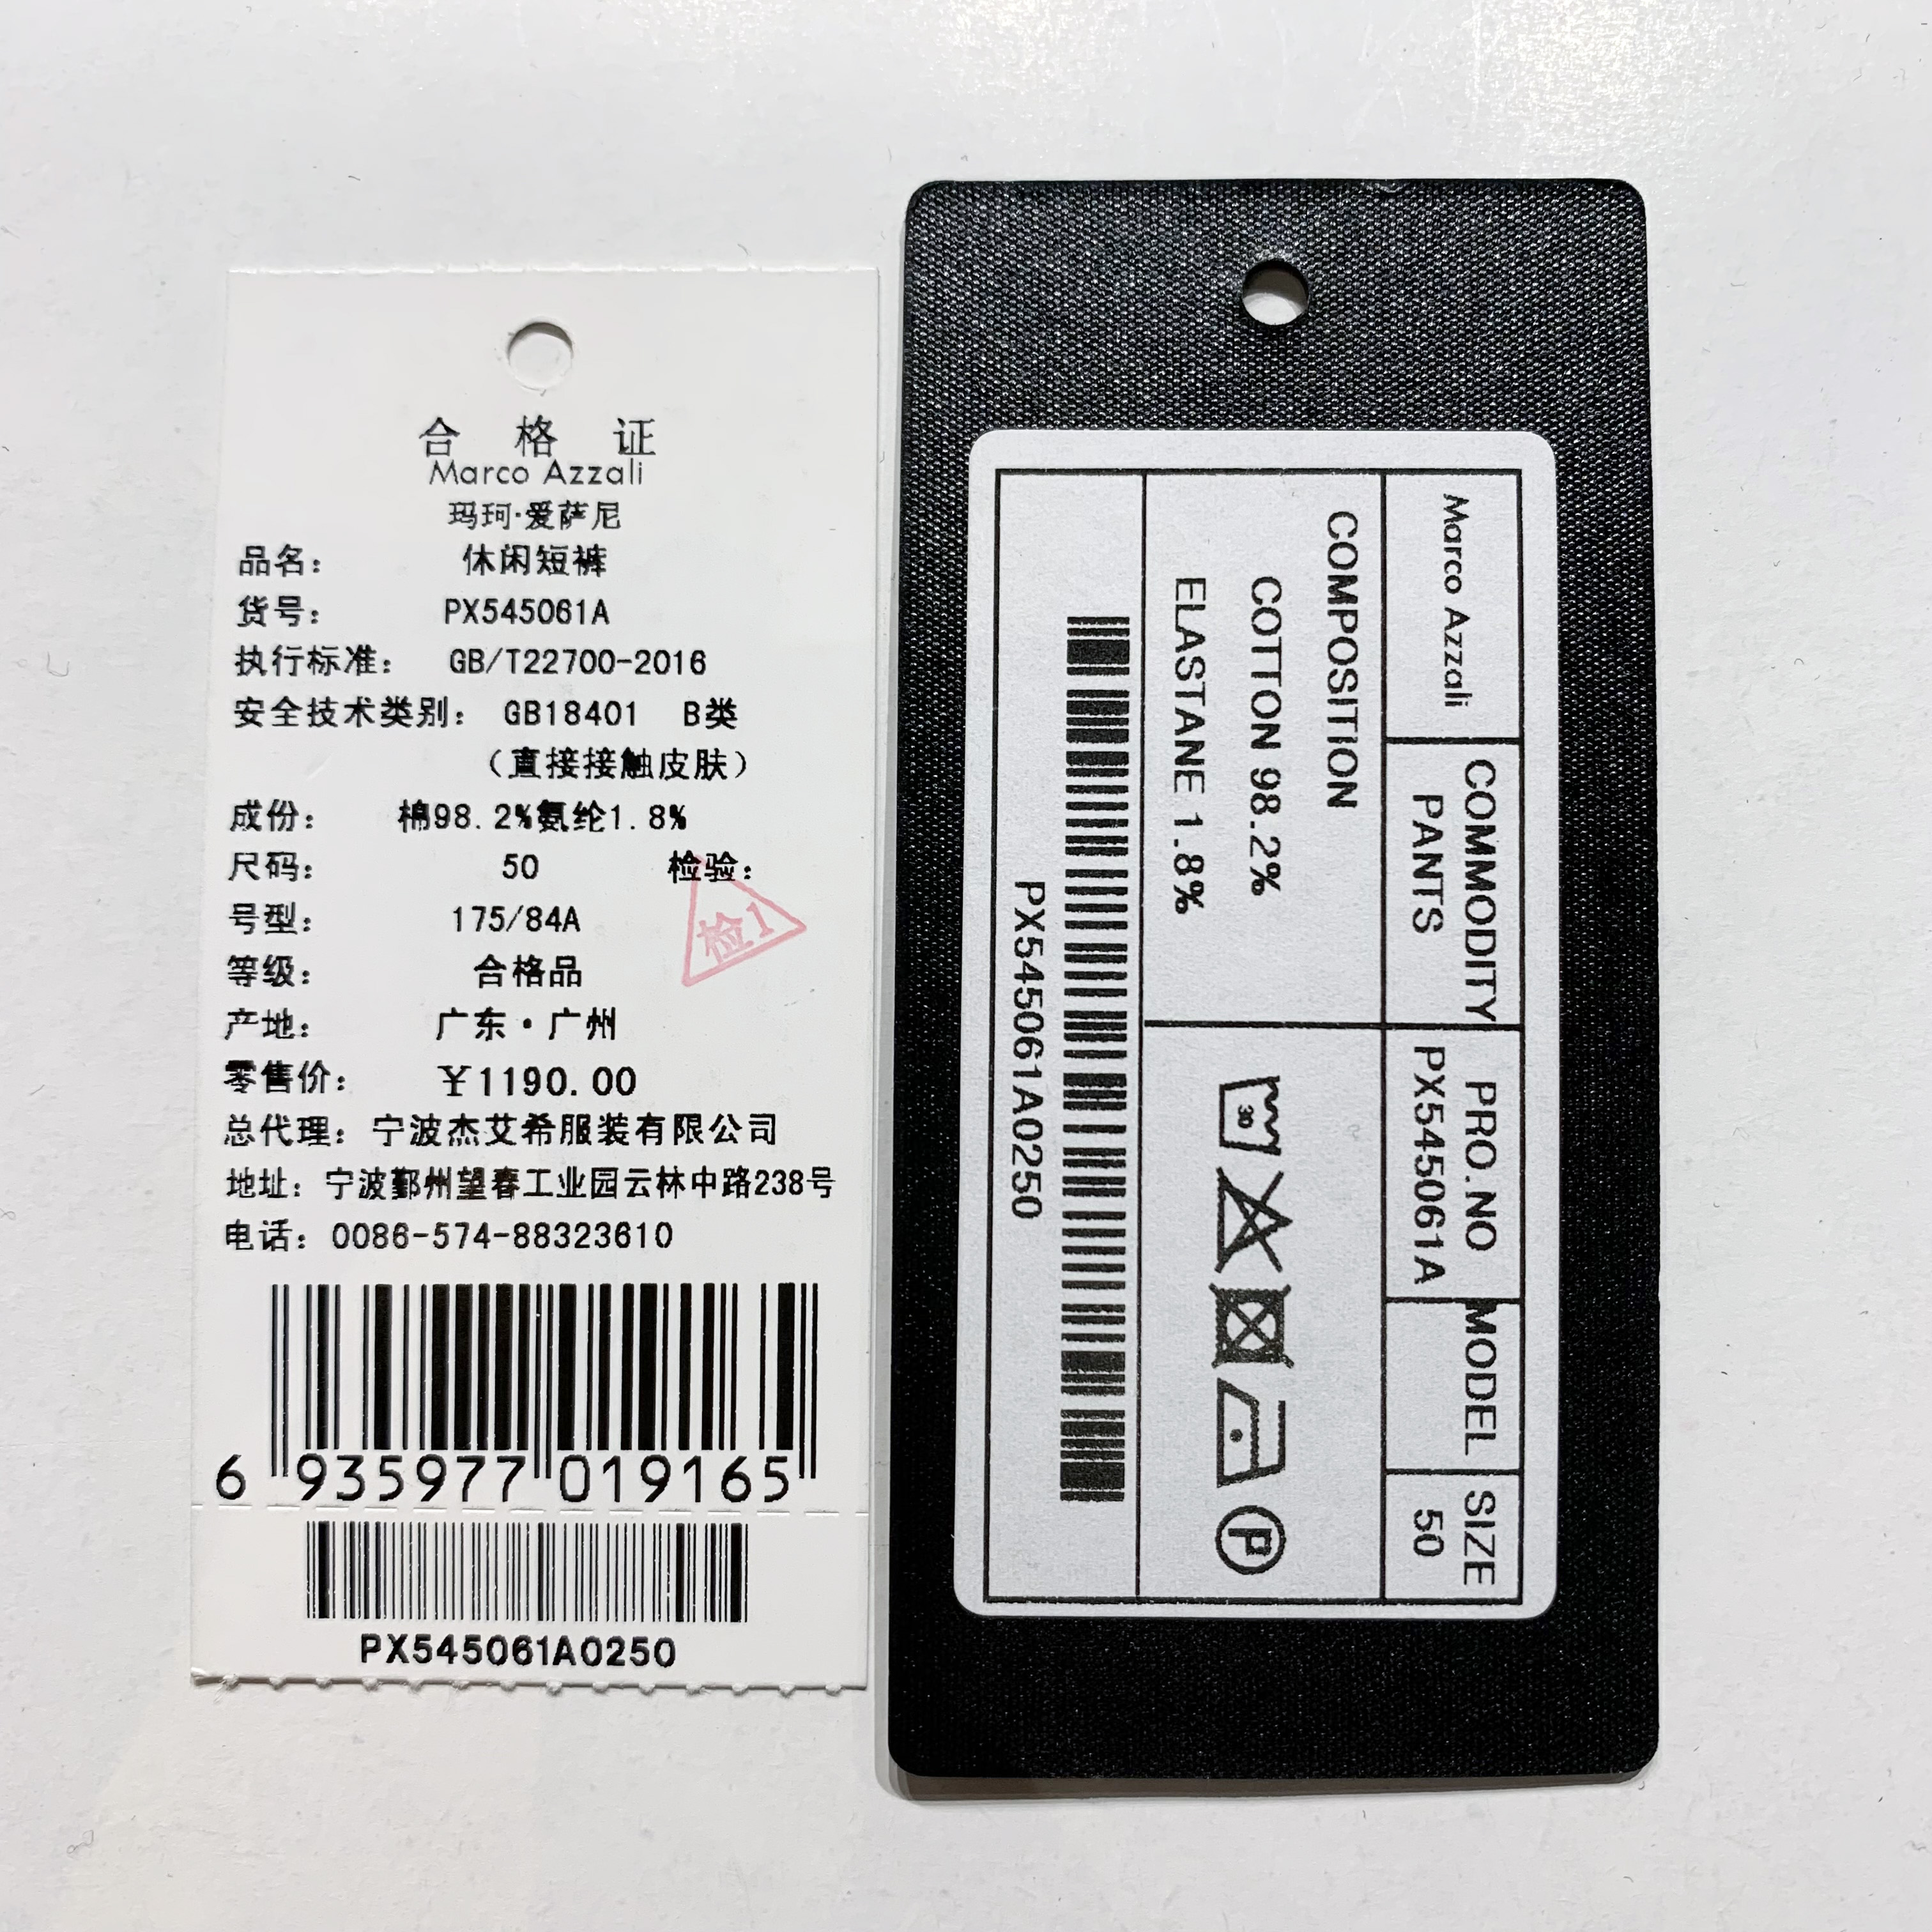 合 格 证
Marco Azzali
玛珂·爱萨尼
品名： 休闲短裤
货号： PX545061A
执行标准： GB/T22700-2016
安全技术类别： GB18401 B类
（直接接触皮肤）
成份： 棉98.2%氨纶1.8%
尺码： 50 检验：
检1
号型： 175/84A
等级： 合格品
产地： 广东·广州
零售价： ￥1190.00
总代理：宁波杰艾希服装有限公司
地址：宁波鄞州望春工业园云林中路238号
电话：0086-574-88323610
6 935977 019165
PX545061A0250
Marco Azzali
COMMODITY
PANTS
PRO.NO
PX545061A
MODEL
SIZE
50
COMPOSITION
COTTON 98.2%
ELASTANE 1.8%
30
P
PX545061A0250